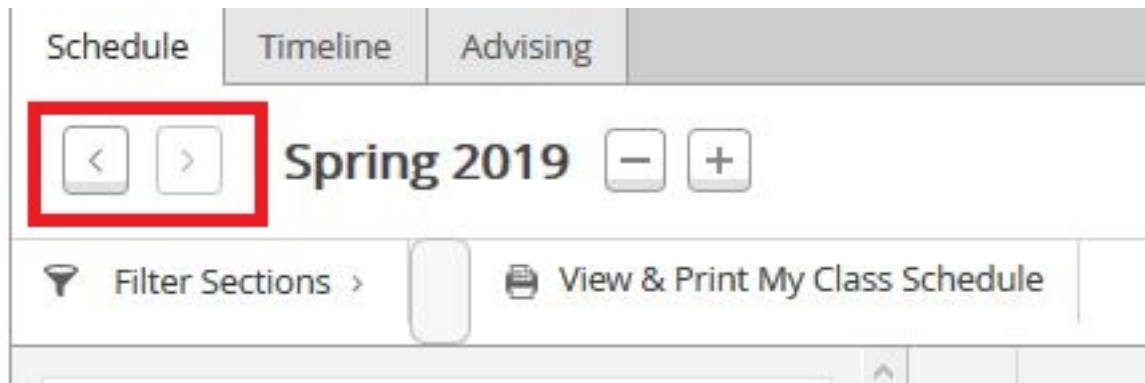 Schedule Timeline Advising
< > Spring 2019 − +
Filter Sections > View & Print My Class Schedule